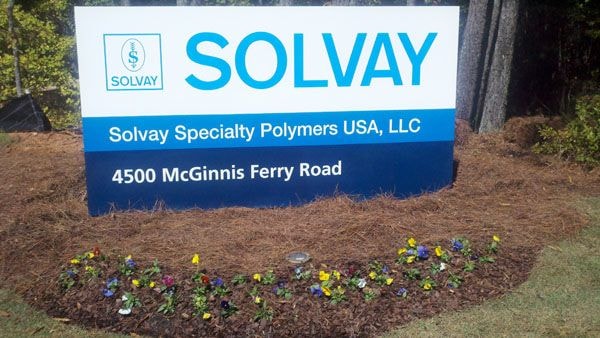 S
SOLVAY
SOLVAY
Solvay Specialty Polymers USA, LLC
4500 McGinnis Ferry Road